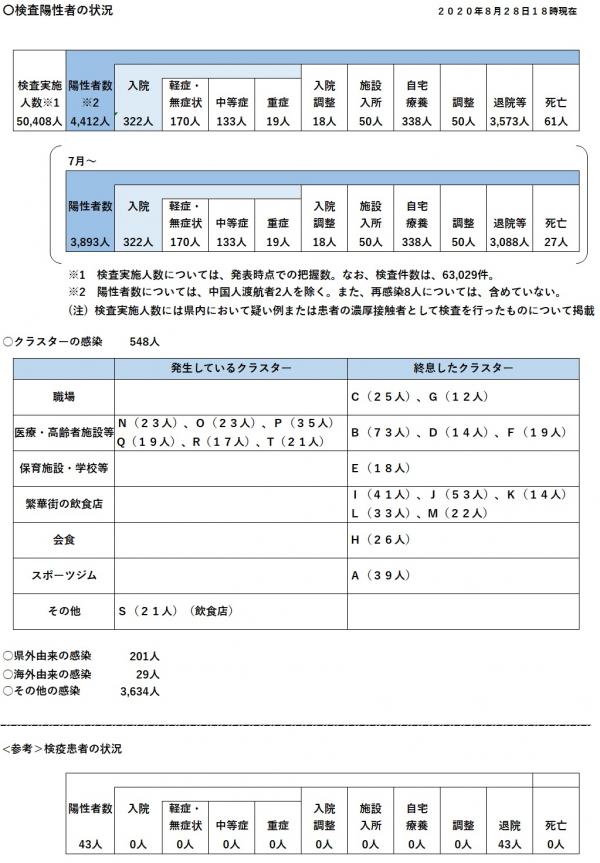 〇検査陽性者の状況
２０２０年８月２８日１８時現在
検査実施人数※1 陽性者数※2 入院 軽症・無症状 中等症 重症 入院調整 施設入所 自宅療養 調整 退院等 死亡
50,408人 4,412人 322人 170人 133人 19人 18人 50人 338人 50人 3,573人 61人
7月～
陽性者数 入院 軽症・無症状 中等症 重症 入院調整 施設入所 自宅療養 調整 退院等 死亡
3,893人 322人 170人 133人 19人 18人 50人 338人 50人 3,088人 27人
※1　検査実施人数については、発表時点での把握数。なお、検査件数は、63,029件。
※2　陽性者数については、中国人渡航者2人を除く。また、再感染8人については、含めていない。
（注）検査実施人数には県内において疑い例または患者の濃厚接触者として検査を行ったものについて掲載
〇クラスターの感染　548人
発生しているクラスター 終息したクラスター
職場 Ｃ（２５人）、Ｇ（１２人）
医療・高齢者施設等 Ｎ（２３人）、Ｏ（２３人）、Ｐ（３５人）
Ｑ（１９人）、Ｒ（１７人）、Ｔ（２１人）
Ｂ（７３人）、Ｄ（１４人）、Ｆ（１９人）
保育施設・学校等 Ｅ（１８人）
繁華街の飲食店 Ｉ（４１人）、Ｊ（５３人）、Ｋ（１４人）
Ｌ（３３人）、Ｍ（２２人）
会食 Ｈ（２６人）
スポーツジム Ａ（３９人）
その他 Ｓ（２１人）（飲食店）
〇県外由来の感染　201人
〇海外由来の感染　29人
〇その他の感染　3,634人
＜参考＞検疫患者の状況
陽性者数 入院 軽症・無症状 中等症 重症 入院調整 施設入所 自宅療養 調整 退院 死亡
43人 0人 0人 0人 0人 0人 0人 0人 0人 43人 0人